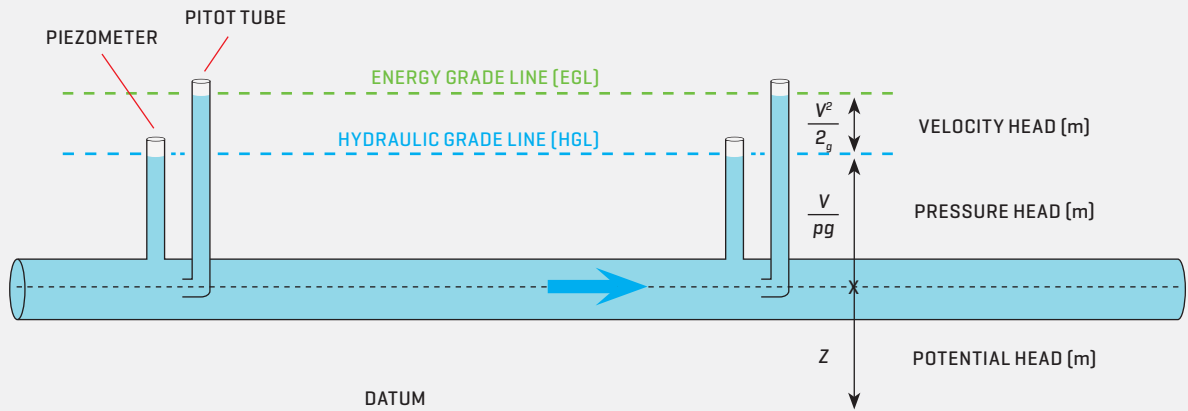 PITOT TUBE
PIEZOMETER
ENERGY GRADE LINE (EGL)
HYDRAULIC GRADE LINE (HGL)
V²
2g
VELOCITY HEAD (m)
V
pg
PRESSURE HEAD (m)
X
Z
POTENTIAL HEAD (m)
DATUM